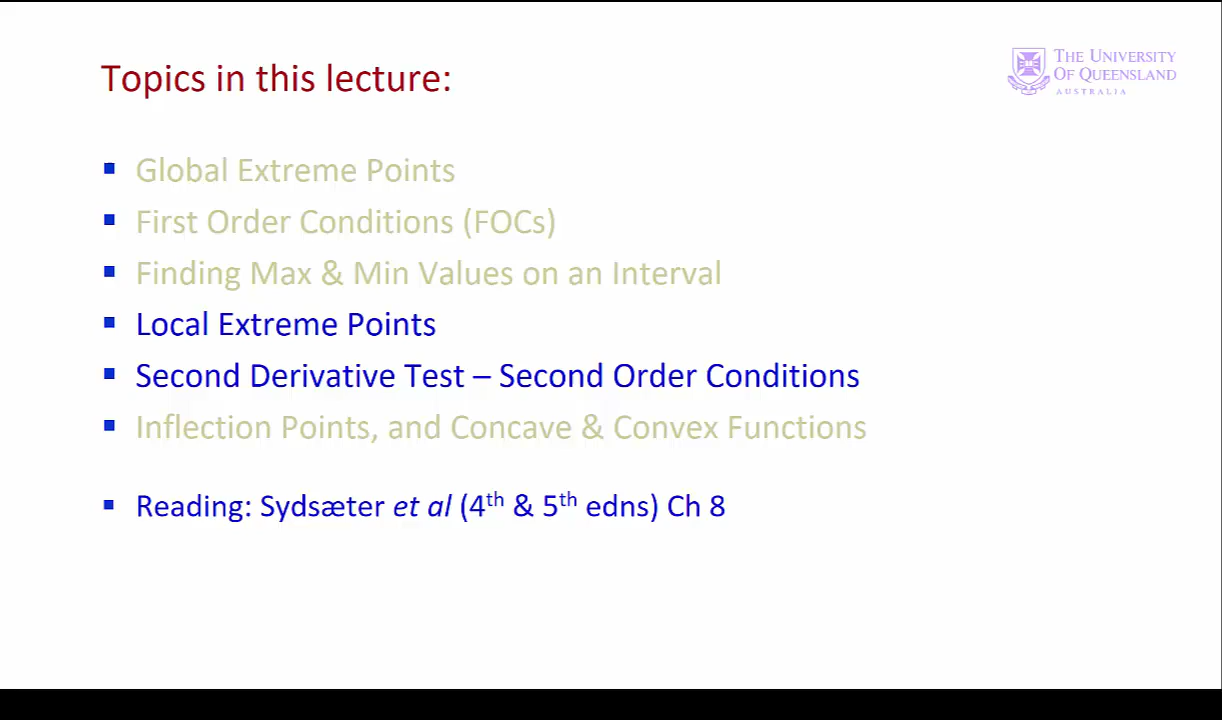 Topics in this lecture:
THE UNIVERSITY
OF QUEENSLAND
AUSTRALIA
▪ Global Extreme Points
▪ First Order Conditions (FOCs)
▪ Finding Max & Min Values on an Interval
▪ Local Extreme Points
▪ Second Derivative Test – Second Order Conditions
▪ Inflection Points, and Concave & Convex Functions
▪ Reading: Sydsæter et al (4th & 5th edns) Ch 8